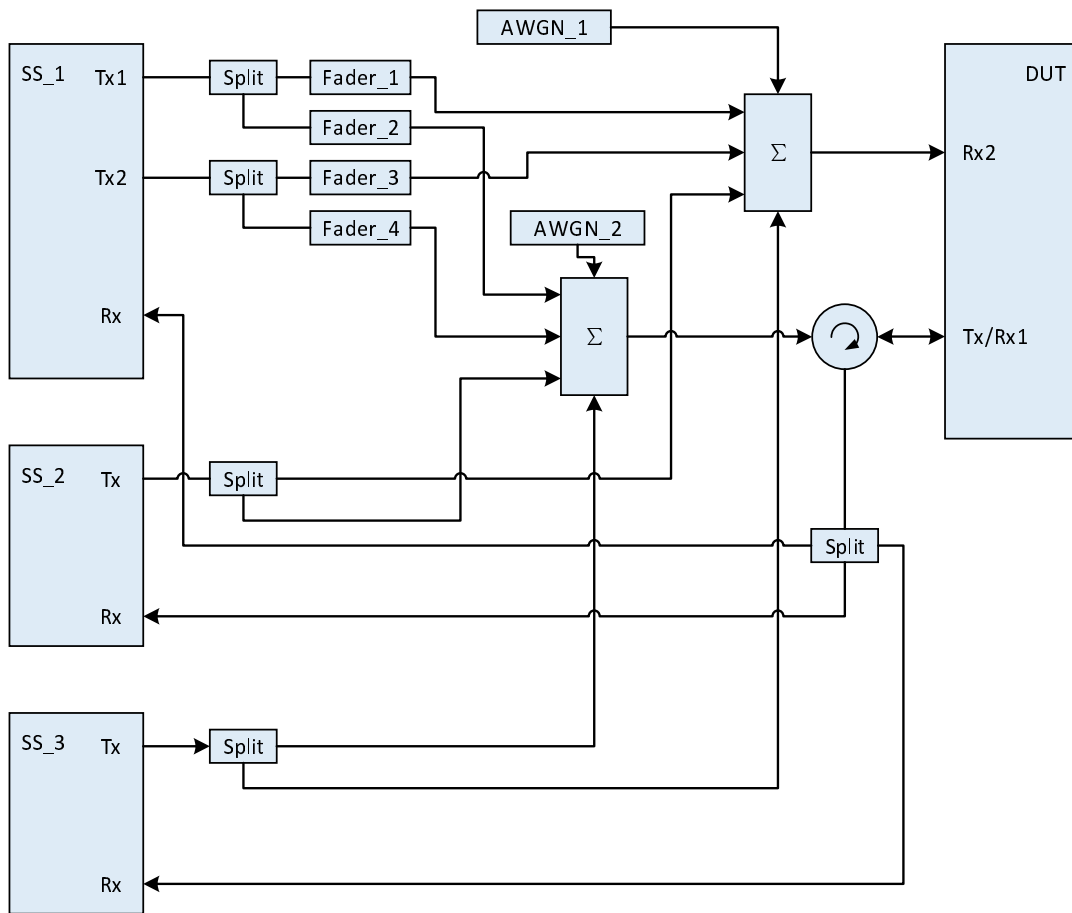 AWGN_1
SS_1
Tx1
Split
Fader_1
DUT
Fader_2
Σ
Rx2
Tx2
Split
Fader_3
Fader_4
AWGN_2
Rx
Σ
Tx/Rx1
SS_2
Tx
Split
Split
Rx
SS_3
Tx
Split
Rx